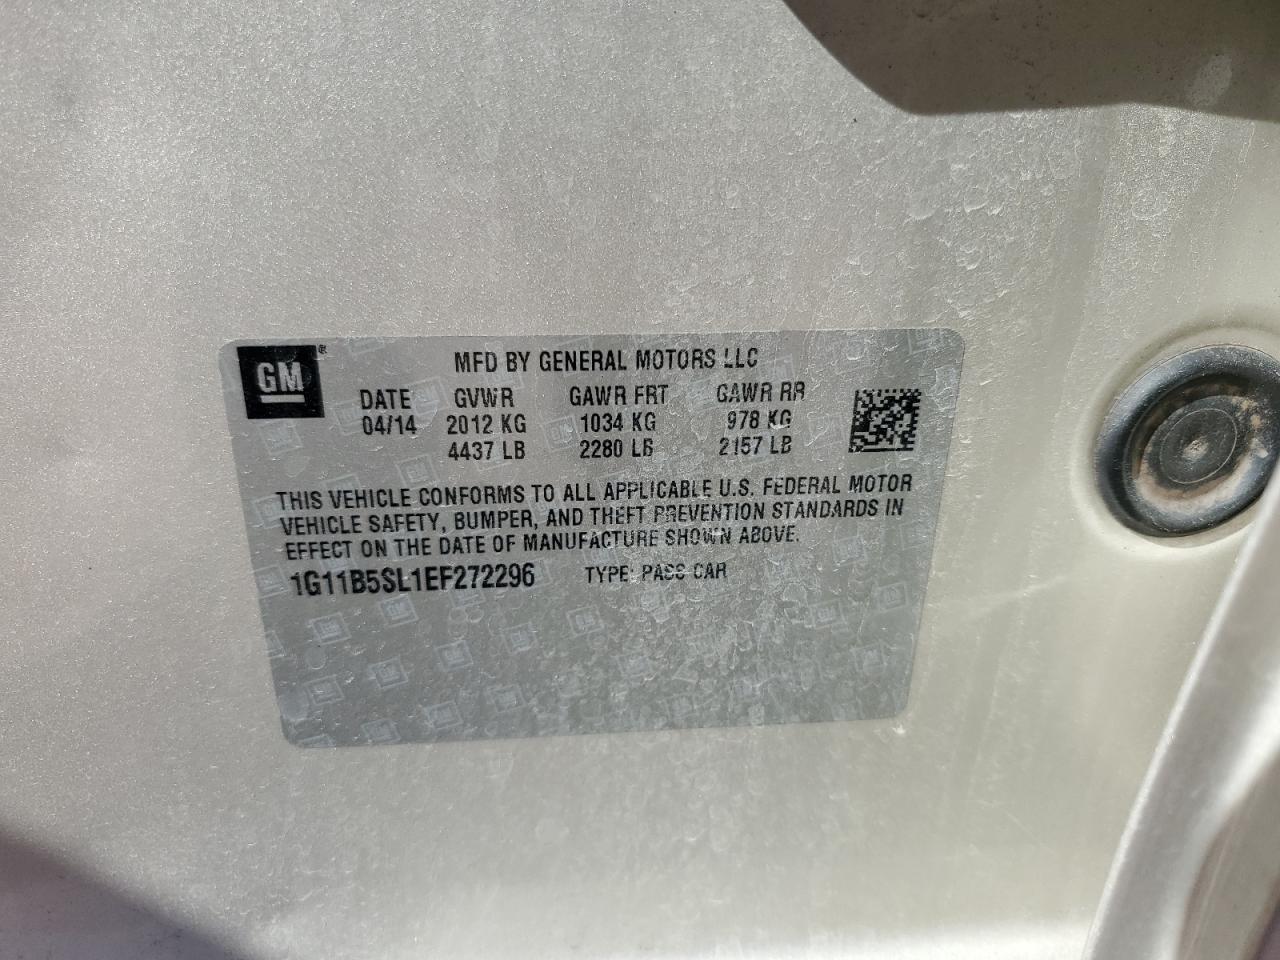 GM®
MFD BY GENERAL MOTORS LLC
DATE GVWR GAWR FRT GAWR RR
04/14 2012 KG 1034 KG 978 KG
4437 LB 2280 LB 2157 LB
THIS VEHICLE CONFORMS TO ALL APPLICABLE U.S. FEDERAL MOTOR
VEHICLE SAFETY, BUMPER, AND THEFT PREVENTION STANDARDS IN
EFFECT ON THE DATE OF MANUFACTURE SHOWN ABOVE.
1G11B5SL1EF272296 TYPE: PASS CAR